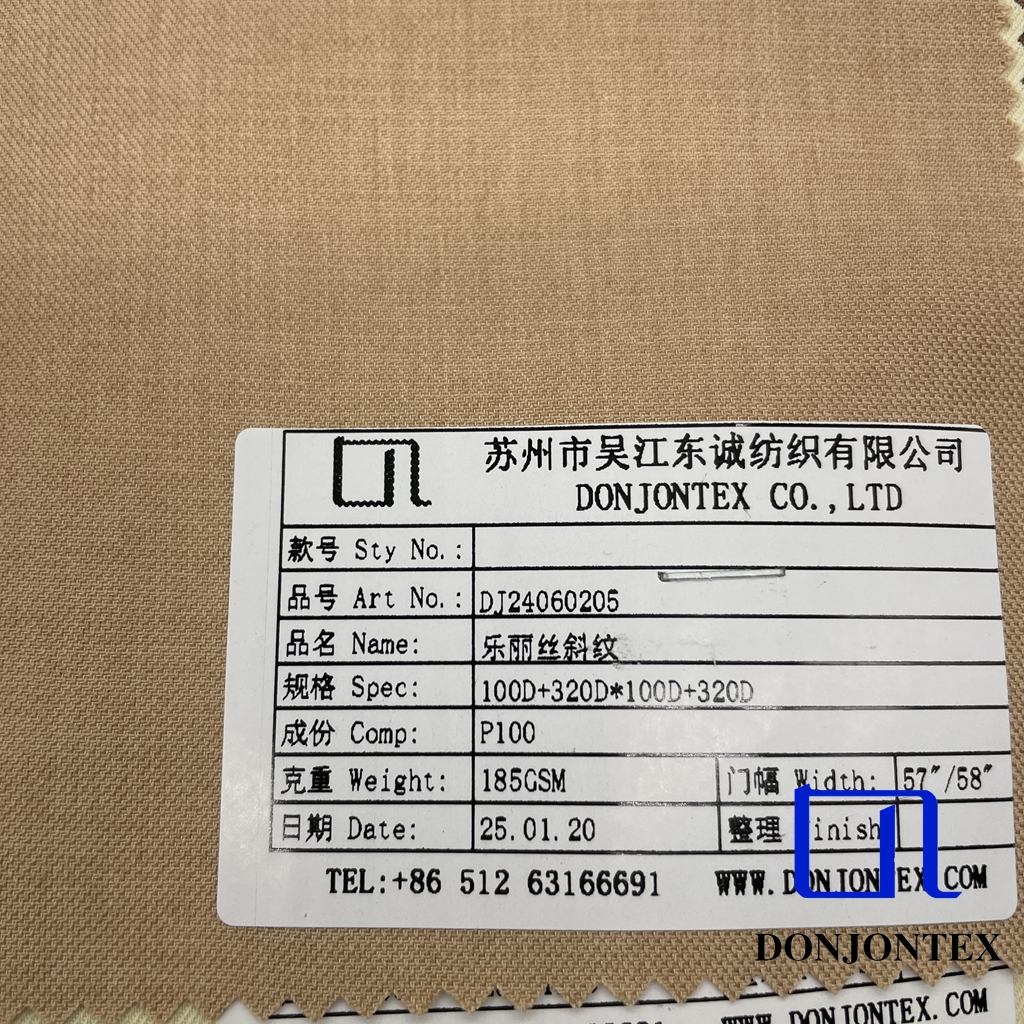 苏州市吴江东诚纺织有限公司
DONJONTEX CO.,LTD
款号 Sty No.:
品号 Art No.: DJ24060205
品名 Name: 乐丽丝斜纹
规格 Spec: 100D+320D*100D+320D
成份 Comp: P100
克重 Weight: 185GSM 门幅 Width: 57″/58″
日期 Date: 25.01.20 整理 inish
TEL:+86 512 63166691 WWW.DONJONTEX.COM
DONJONTEX
WWW.DONJONTEX.COM